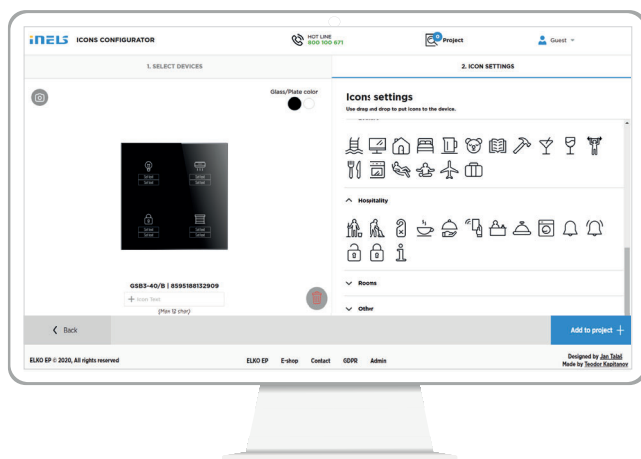 iNELS ICONS CONFIGURATOR
HOT LINE
800 100 671
0
Project
Guest
1. SELECT DEVICES
2. ICON SETTINGS
Glass/Plate color
Icons settings
Use drag and drop to put icons to the device.
Hospitality
GSB3-40/B | 8595188132909
+ Icon Text
(Max 12 char)
Rooms
Other
Back
Add to project +
ELKO EP © 2020, All rights reserved
ELKO EP E-shop Contact GDPR Admin
Designed by Jan Talaš
Made by Teodor Kapitanov